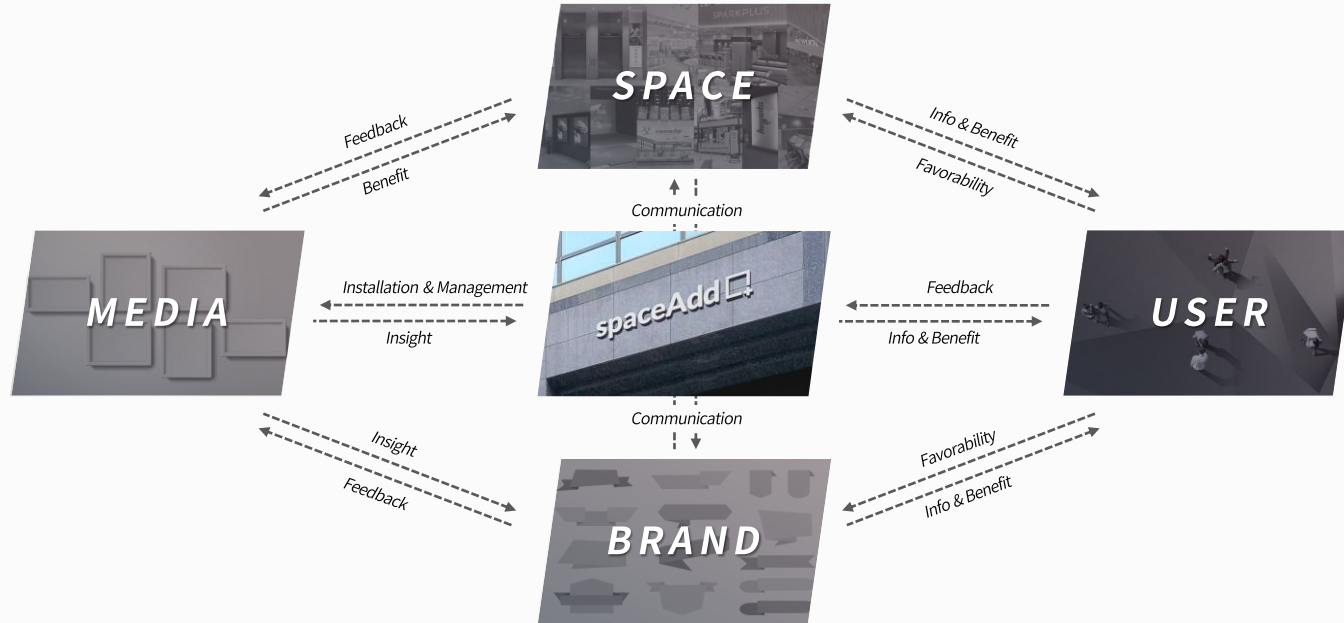 SPARKPLUS
SPACE
Feedback
Benefit
Info & Benefit
Favorability
Communication
MEDIA
Installation & Management
Insight
spaceAdd
Feedback
Info & Benefit
USER
Communication
Insight
Feedback
Favorability
Info & Benefit
BRAND